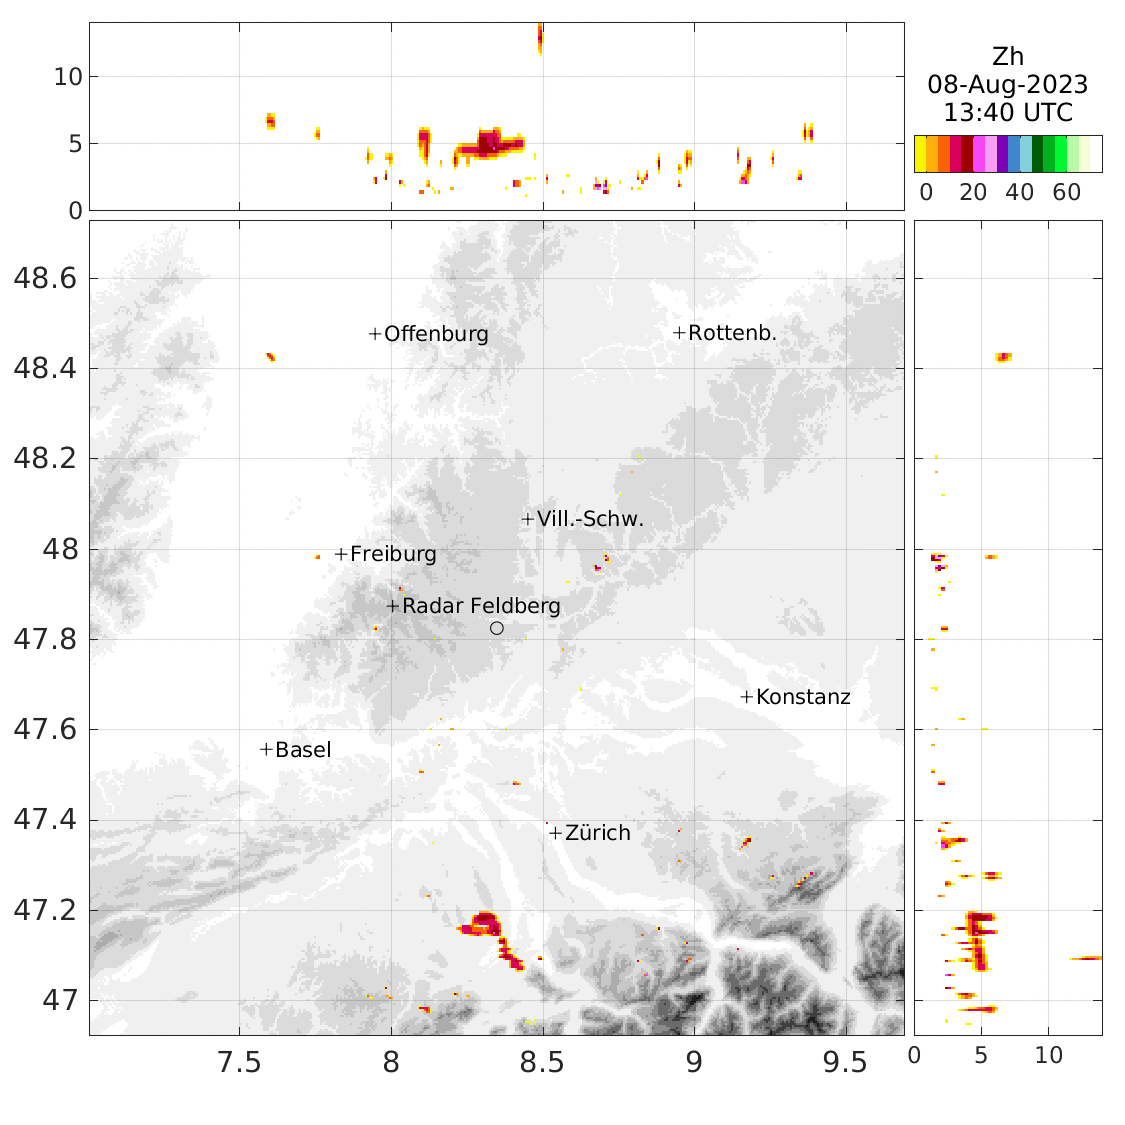 Zh
08-Aug-2023
13:40 UTC
0 20 40 60
10
5
0
48.6
48.4
48.2
48
47.8
47.6
47.4
47.2
47
Offenburg
Rottenb.
Vill.-Schw.
Freiburg
Radar Feldberg
Konstanz
Basel
Zürich
7.5 8 8.5 9 9.5
0 5 10